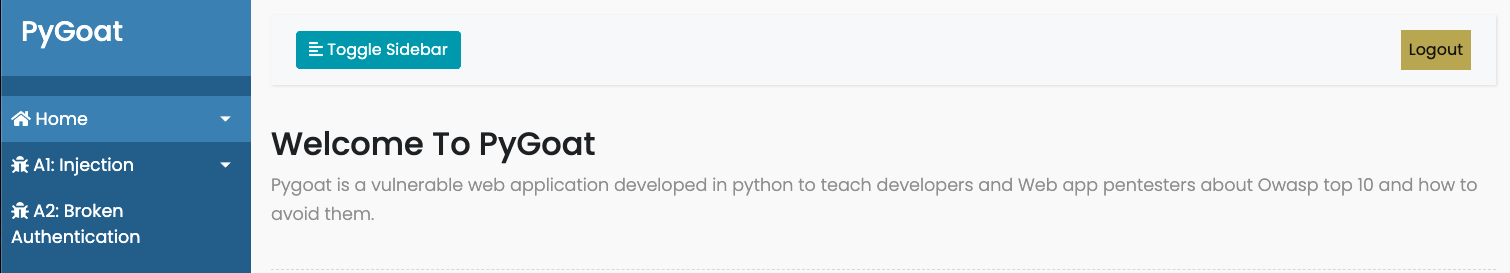 PyGoat
Home
A1: Injection
A2: Broken
Authentication
Toggle Sidebar
Logout
Welcome To PyGoat
Pygoat is a vulnerable web application developed in python to teach developers and Web app pentesters about Owasp top 10 and how to
avoid them.